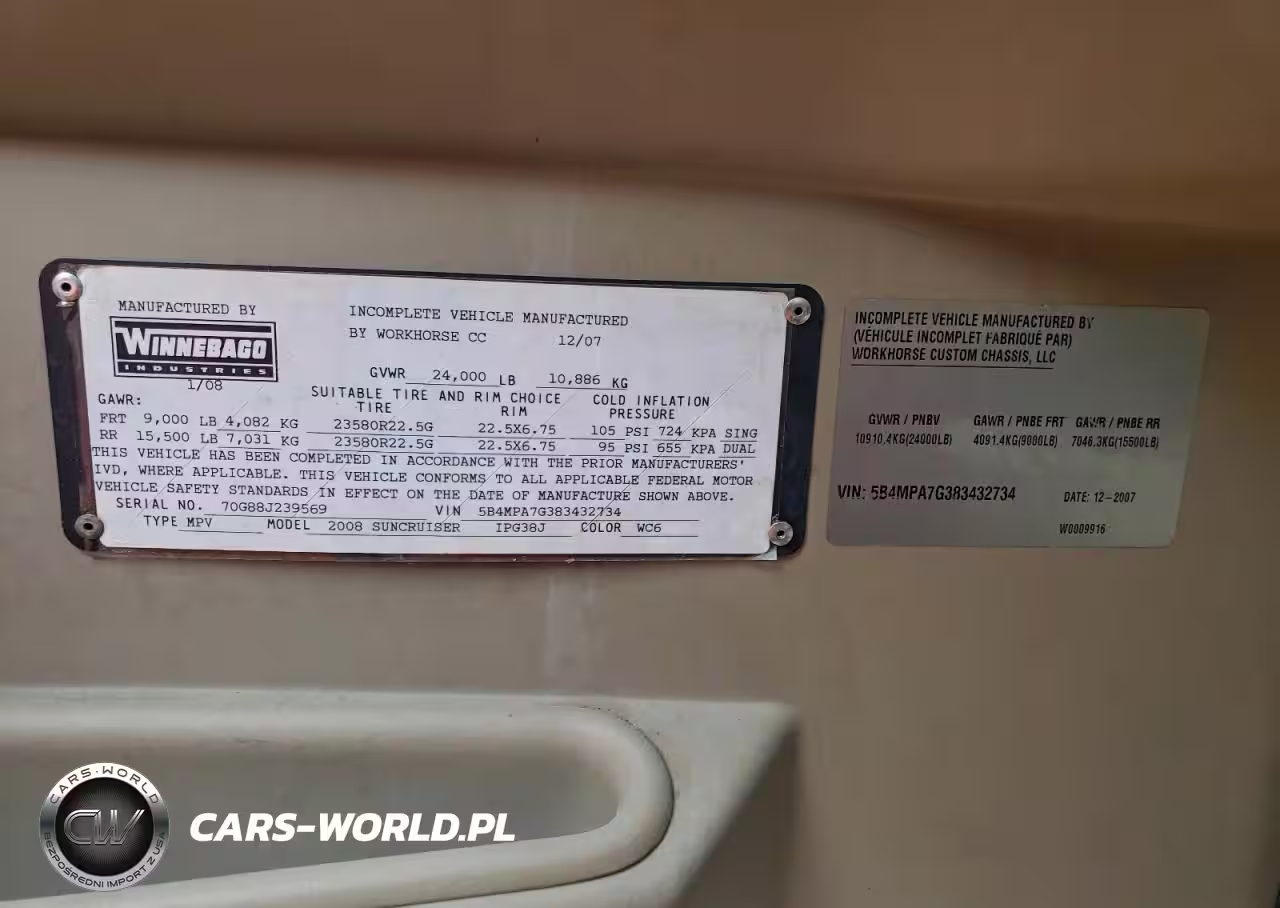 MANUFACTURED BY
WINNEBAGO
INDUSTRIES
1/08
INCOMPLETE VEHICLE MANUFACTURED
BY WORKHORSE CC 12/07
GVWR 24,000 LB 10,886 KG
SUITABLE TIRE AND RIM CHOICE COLD INFLATION
GAWR: TIRE RIM PRESSURE
FRT 9,000 LB 4,082 KG 23580R22.5G 22.5X6.75 105 PSI 724 KPA SING
RR 15,500 LB 7,031 KG 23580R22.5G 22.5X6.75 95 PSI 655 KPA DUAL
THIS VEHICLE HAS BEEN COMPLETED IN ACCORDANCE WITH THE PRIOR MANUFACTURERS'
IVD, WHERE APPLICABLE. THIS VEHICLE CONFORMS TO ALL APPLICABLE FEDERAL MOTOR
VEHICLE SAFETY STANDARDS IN EFFECT ON THE DATE OF MANUFACTURE SHOWN ABOVE.
SERIAL NO. 70G88J239569 VIN 5B4MPA7G383432734
TYPE MPV MODEL 2008 SUNCRUISER IPG38J COLOR WC6
INCOMPLETE VEHICLE MANUFACTURED BY
(VÉHICULE INCOMPLET FABRIQUÉ PAR)
WORKHORSE CUSTOM CHASSIS, LLC
GVWR / PNBV GAWR / PNBE FRT GAWR / PNBE RR
10910,4KG(24000LB) 4091.4KG(9000LB) 7046.3KG(15500LB)
VIN: 5B4MPA7G383432734 DATE: 12-2007
W0009916
CARS-WORLD
CW
BEZPOŚREDNI IMPORT Z USA
CARS-WORLD.PL